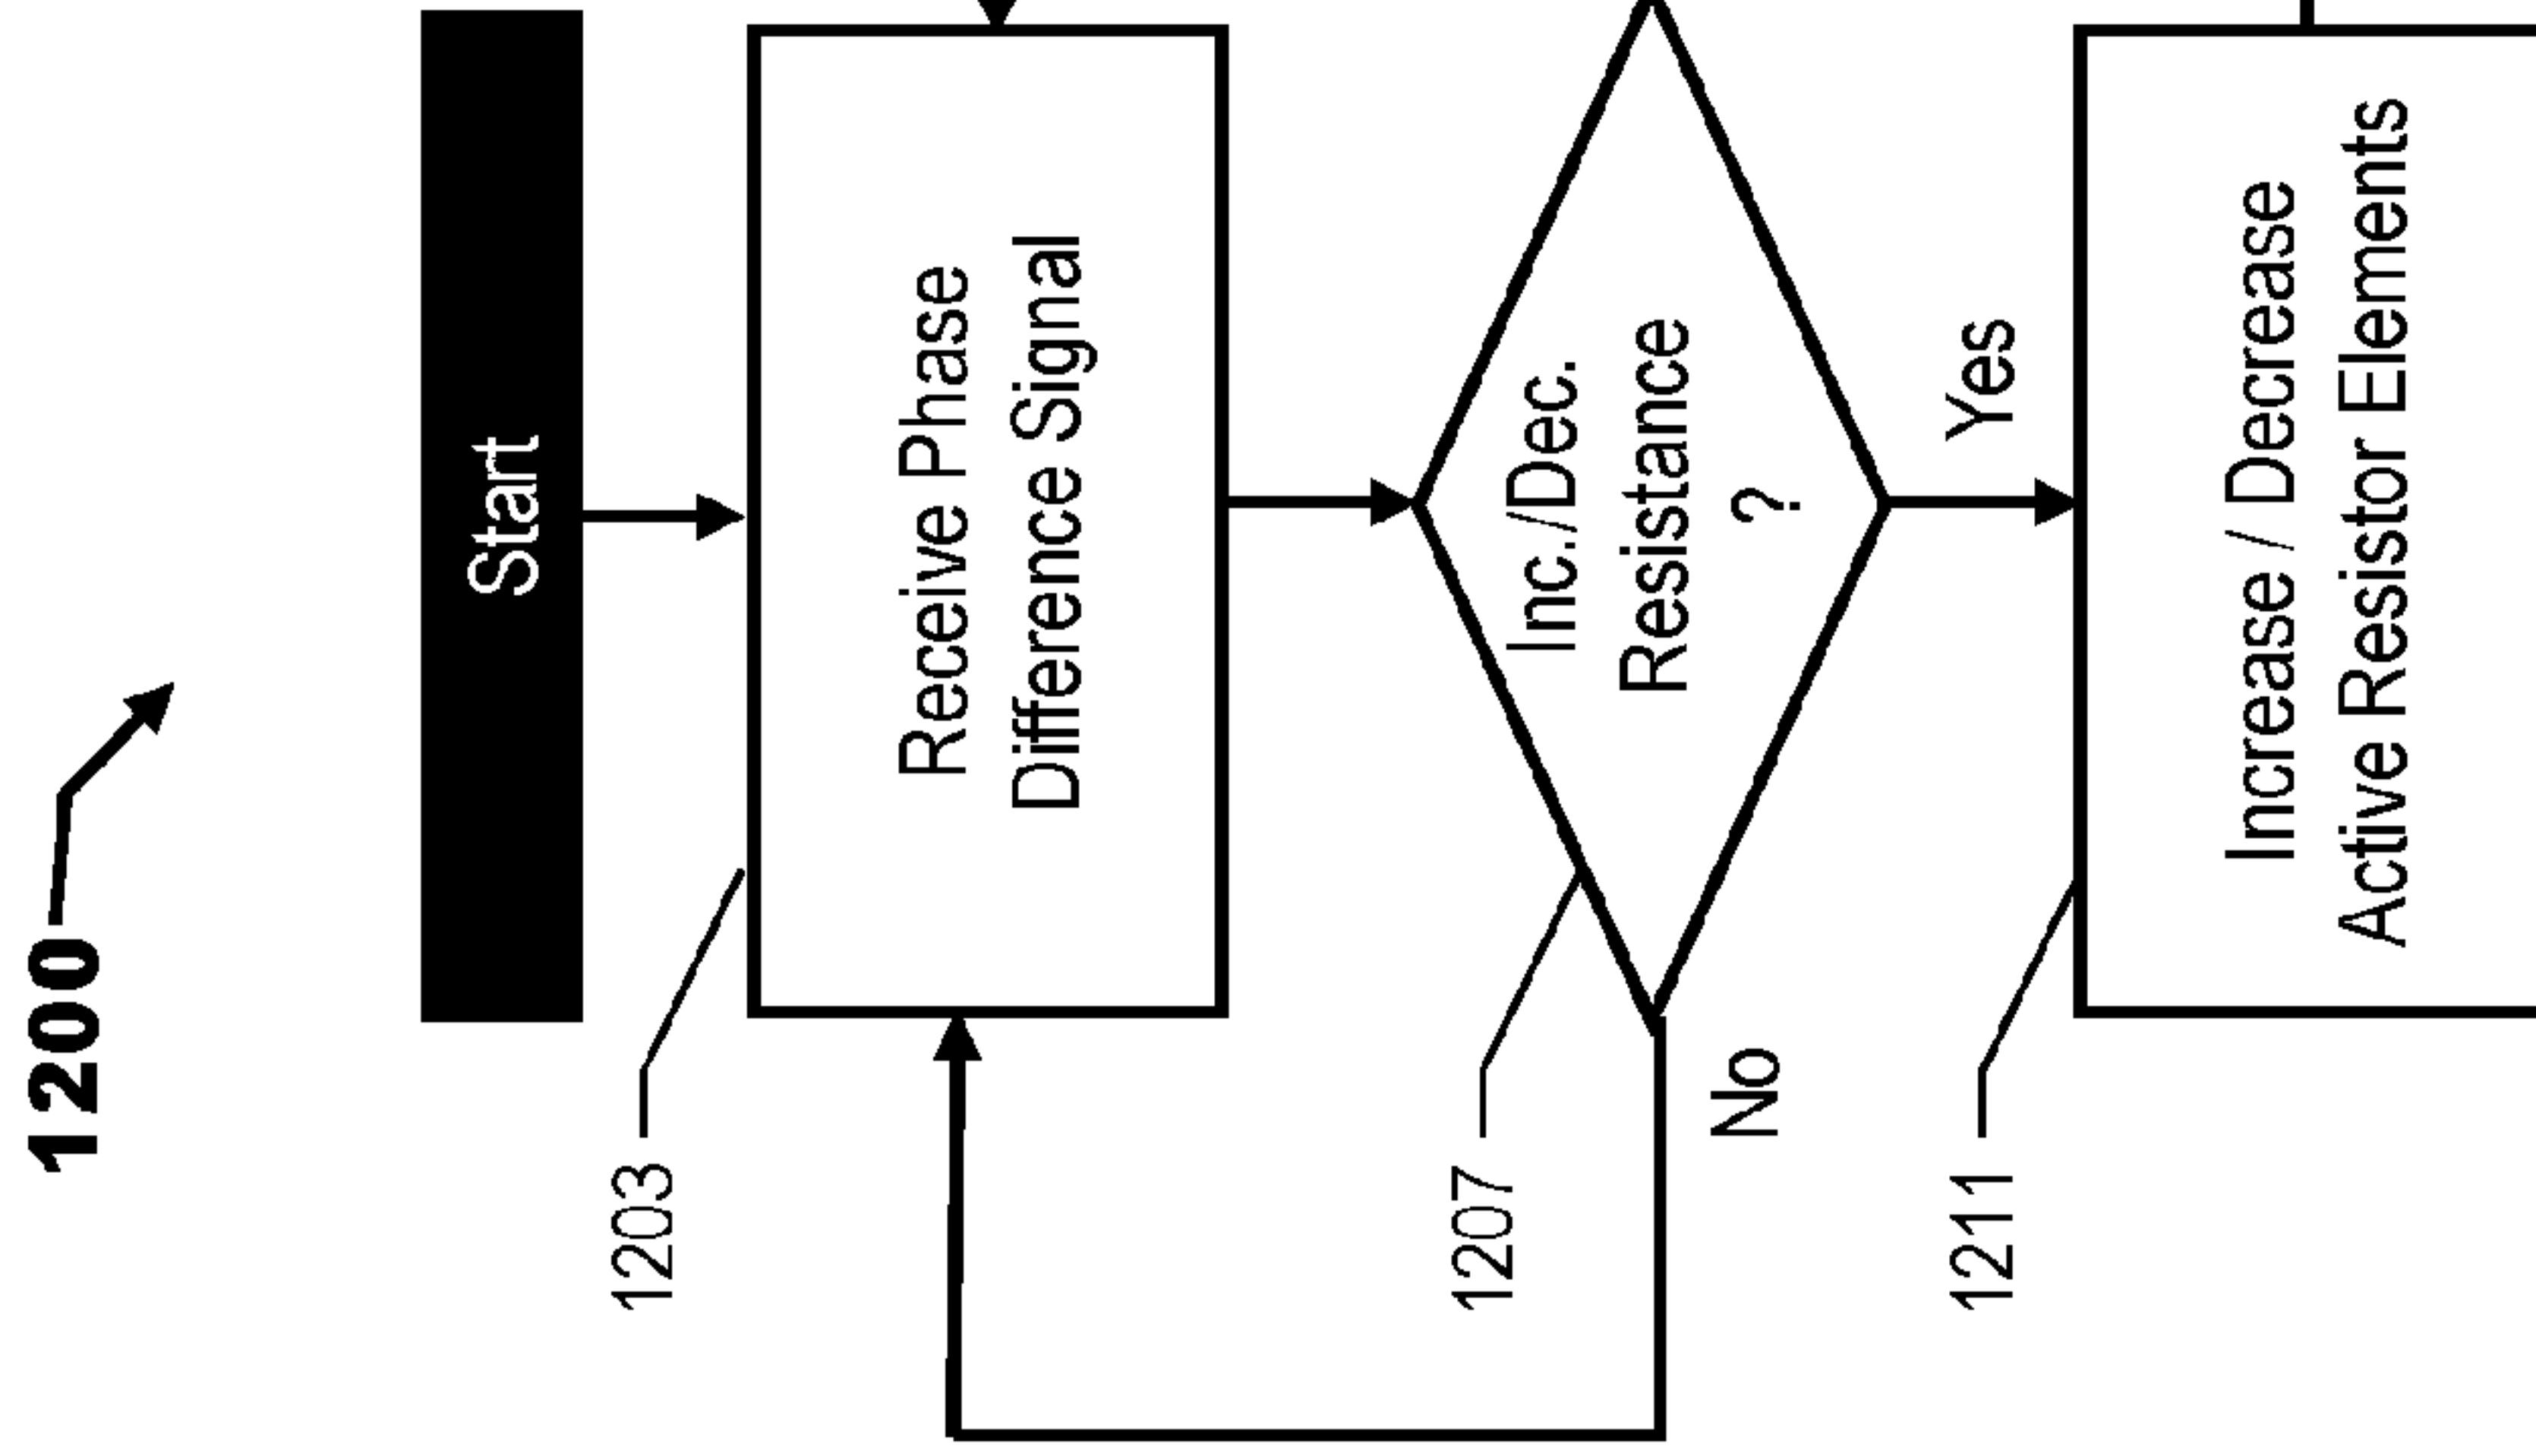 1200
Start
1203
Receive Phase
Difference Signal
1207
Inc./Dec.
Resistance
?
No
Yes
1211
Increase / Decrease
Active Resistor Elements